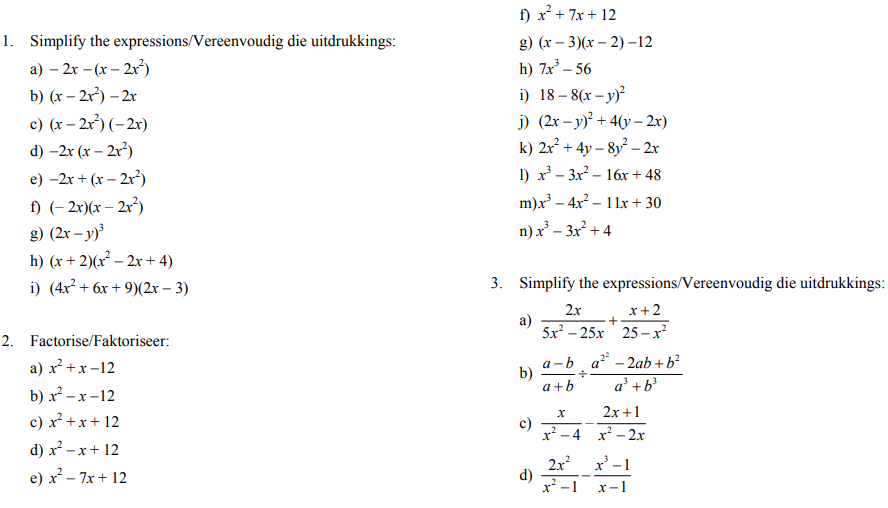 1. Simplify the expressions/Vereenvoudig die uitdrukkings:
a) – 2x – (x – 2x²)
b) (x – 2x²) – 2x
c) (x – 2x²) (– 2x)
d) –2x (x – 2x²)
e) –2x + (x – 2x²)
f) (– 2x)(x – 2x²)
g) (2x – y)³
h) (x + 2)(x² – 2x + 4)
i) (4x² + 6x + 9)(2x – 3)
2. Factorise/Faktoriseer:
a) x² + x –12
b) x² – x –12
c) x² + x + 12
d) x² – x + 12
e) x² – 7x + 12
f) x² + 7x + 12
g) (x – 3)(x – 2) –12
h) 7x³ – 56
i) 18 – 8(x – y)²
j) (2x – y)² + 4(y – 2x)
k) 2x² + 4y – 8y² – 2x
l) x³ – 3x² – 16x + 48
m)x³ – 4x² – 11x + 30
n) x³ – 3x² + 4
3. Simplify the expressions/Vereenvoudig die uitdrukkings:
a) 2x/(5x² – 25x) + (x + 2)/(25 – x²)
b) (a – b)/(a + b) ÷ (a²² – 2ab + b²)/(a³ + b³)
c) x/(x² – 4) – (2x + 1)/(x² – 2x)
d) 2x²/(x² – 1) – (x³ – 1)/(x – 1)